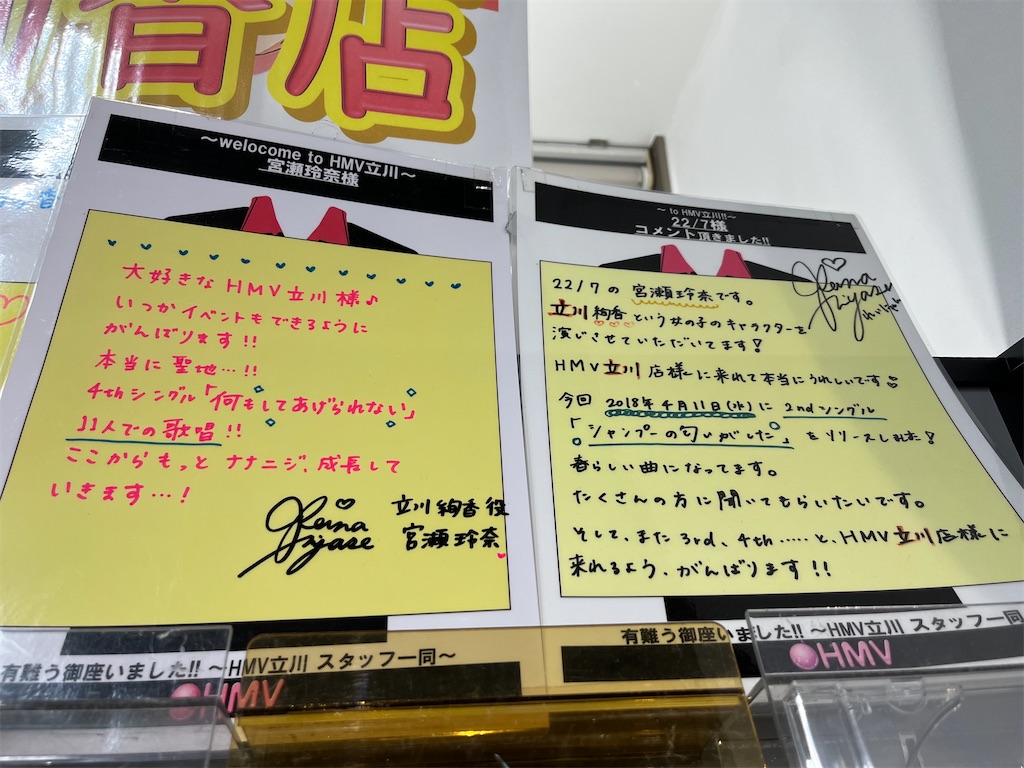 音店
～welocome to HMV立川～
宮瀬玲奈様
大好きな HMV立川様♪
いつかイベントもできるように
がんばります!!
本当に聖地…!!
4thシングル「何もしてあげられない」
11人での歌唱!!
ここからもっとナナニジ、成長して
いきます…!
Reina Miyase
立川絢香役
宮瀬玲奈
有難う御座いました!! ～HMV立川 スタッフ一同～
HMV
～ to HMV立川!!～
22/7様
コメント頂きました!!
Reina Miyase
22/7の宮瀬玲奈です。
立川絢香という女の子のキャラクターを
演じさせていただいてます!
HMV立川店様に来れて本当にうれしいです♡
今回 2018年4月11日(水)に 2ndシングル
「シャンプーの匂いがした」をリリースしました!
春らしい曲になってます。
たくさんの方に聞いてもらいたいです。
そして、また3rd、4th……と、HMV立川店様に
来れるよう、がんばります!!
有難う御座いました!! ～HMV立川 スタッフ一同
HMV